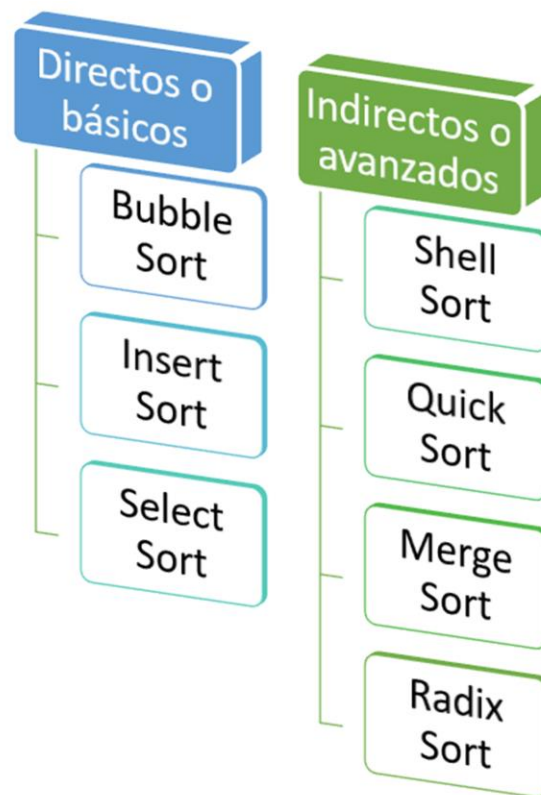 Directos o
básicos
Bubble
Sort
Insert
Sort
Select
Sort
Indirectos o
avanzados
Shell
Sort
Quick
Sort
Merge
Sort
Radix
Sort